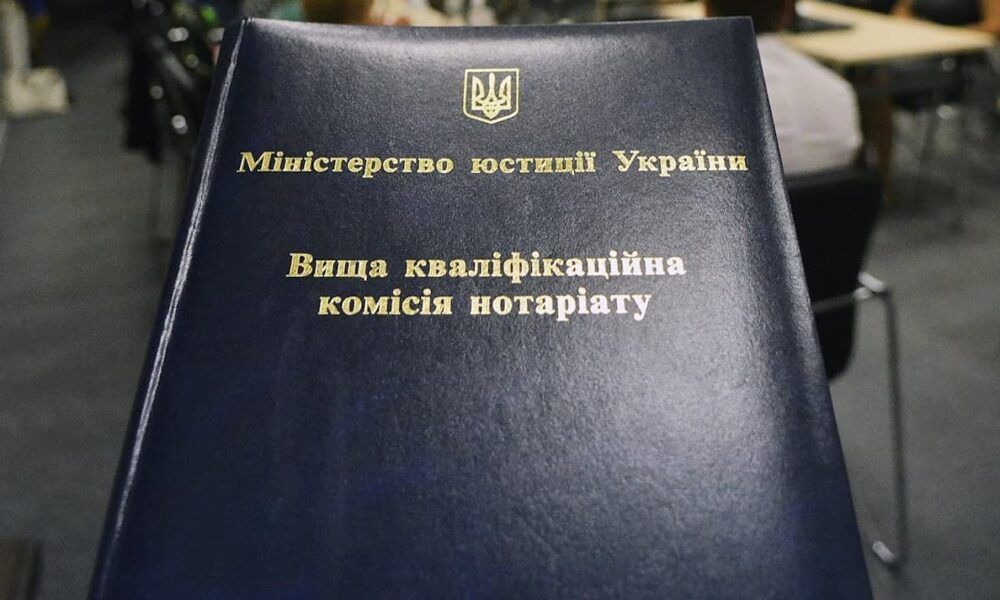 Міністерство юстиції України
Вища кваліфікаційна
комісія нотаріату